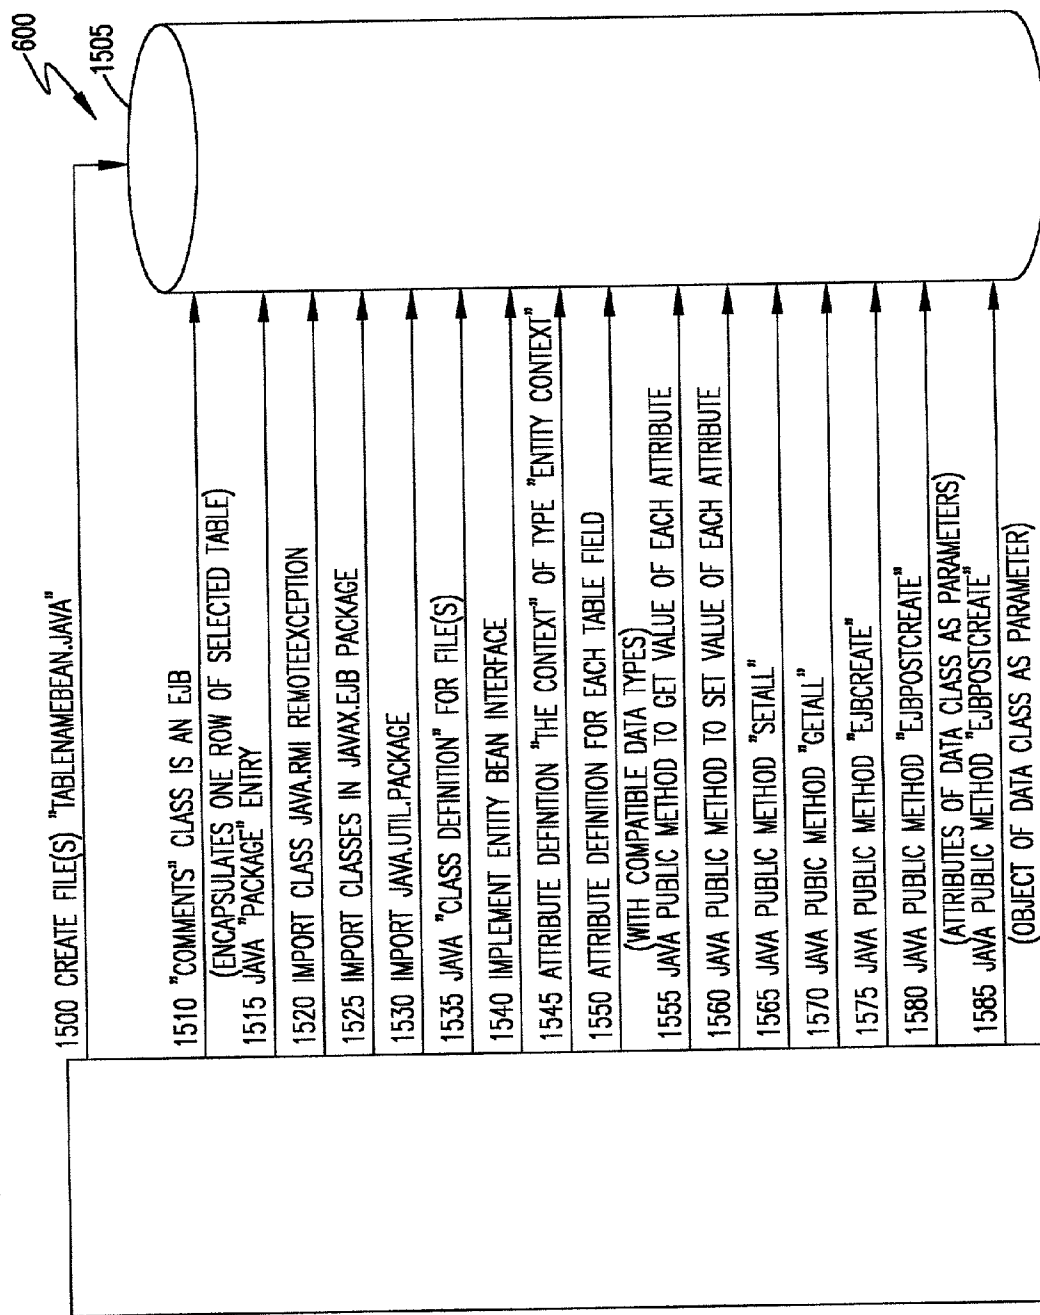 600
1505
1500 CREATE FILE(S) "TABLENAMEBEAN.JAVA"
1510 "COMMENTS" CLASS IS AN EJB
(ENCAPSULATES ONE ROW OF SELECTED TABLE)
1515 JAVA "PACKAGE" ENTRY
1520 IMPORT CLASS JAVA.RMI REMOTEEXCEPTION
1525 IMPORT CLASSES IN JAVAX.EJB PACKAGE
1530 IMPORT JAVA.UTIL.PACKAGE
1535 JAVA "CLASS DEFINITION" FOR FILE(S)
1540 IMPLEMENT ENTITY BEAN INTERFACE
1545 ATTRIBUTE DEFINITION "THE CONTEXT" OF TYPE "ENTITY CONTEXT"
1550 ATTRIBUTE DEFINITION FOR EACH TABLE FIELD
(WITH COMPATIBLE DATA TYPES)
1555 JAVA PUBLIC METHOD TO GET VALUE OF EACH ATTRIBUTE
1560 JAVA PUBLIC METHOD TO SET VALUE OF EACH ATTRIBUTE
1565 JAVA PUBLIC METHOD "SETALL"
1570 JAVA PUBIC METHOD "GETALL"
1575 JAVA PUBLIC METHOD "EJBCREATE"
1580 JAVA PUBLIC METHOD "EJBPOSTCREATE"
(ATTRIBUTES OF DATA CLASS AS PARAMETERS)
1585 JAVA PUBLIC METHOD "EJBPOSTCREATE"
(OBJECT OF DATA CLASS AS PARAMETER)